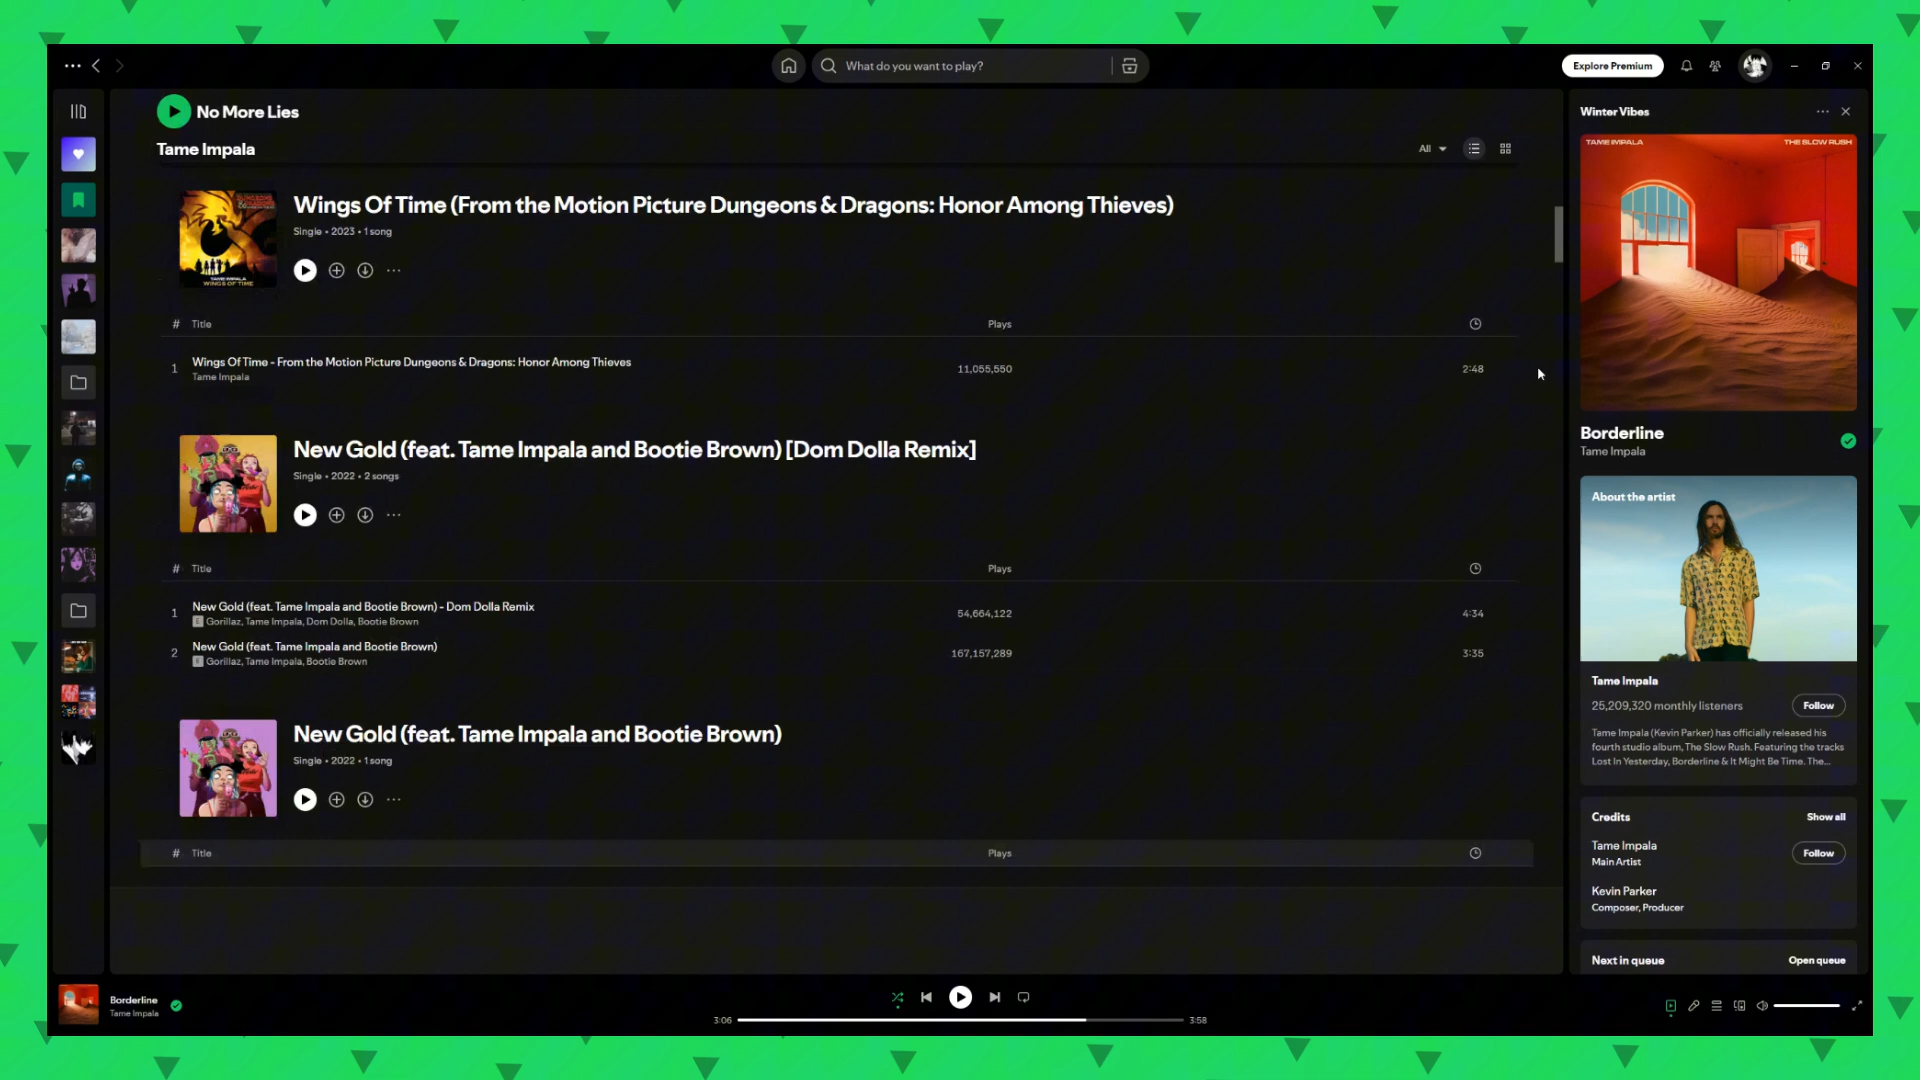 What do you want to play?
Explore Premium
No More Lies
Tame Impala
All
Wings Of Time (From the Motion Picture Dungeons & Dragons: Honor Among Thieves)
Single • 2023 • 1 song
TAME IMPALA
WINGS OF TIME
# Title Plays
1 Wings Of Time - From the Motion Picture Dungeons & Dragons: Honor Among Thieves 11,055,550 2:48
Tame Impala
New Gold (feat. Tame Impala and Bootie Brown) [Dom Dolla Remix]
Single • 2022 • 2 songs
# Title Plays
1 New Gold (feat. Tame Impala and Bootie Brown) - Dom Dolla Remix 54,664,122 4:34
E Gorillaz, Tame Impala, Dom Dolla, Bootie Brown
2 New Gold (feat. Tame Impala and Bootie Brown) 167,157,289 3:35
E Gorillaz, Tame Impala, Bootie Brown
New Gold (feat. Tame Impala and Bootie Brown)
Single • 2022 • 1 song
# Title Plays
Winter Vibes
TAME IMPALA THE SLOW RUSH
Borderline
Tame Impala
About the artist
Tame Impala
25,209,320 monthly listeners Follow
Tame Impala (Kevin Parker) has officially released his
fourth studio album, The Slow Rush. Featuring the tracks
Lost In Yesterday, Borderline & It Might Be Time. The...
Credits Show all
Tame Impala Follow
Main Artist
Kevin Parker
Composer, Producer
Next in queue Open queue
Borderline
Tame Impala
3:06 3:58